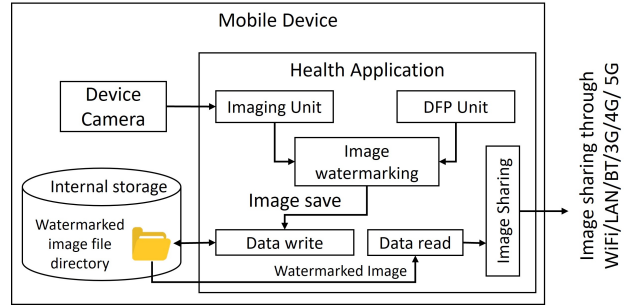 Mobile Device
Health Application
Device
Camera
Imaging Unit
DFP Unit
Image
watermarking
Internal storage
Image save
Watermarked
image file
directory
Data write
Data read
Watermarked Image
Image Sharing
Image sharing through
WiFi/LAN/BT/3G/4G/ 5G